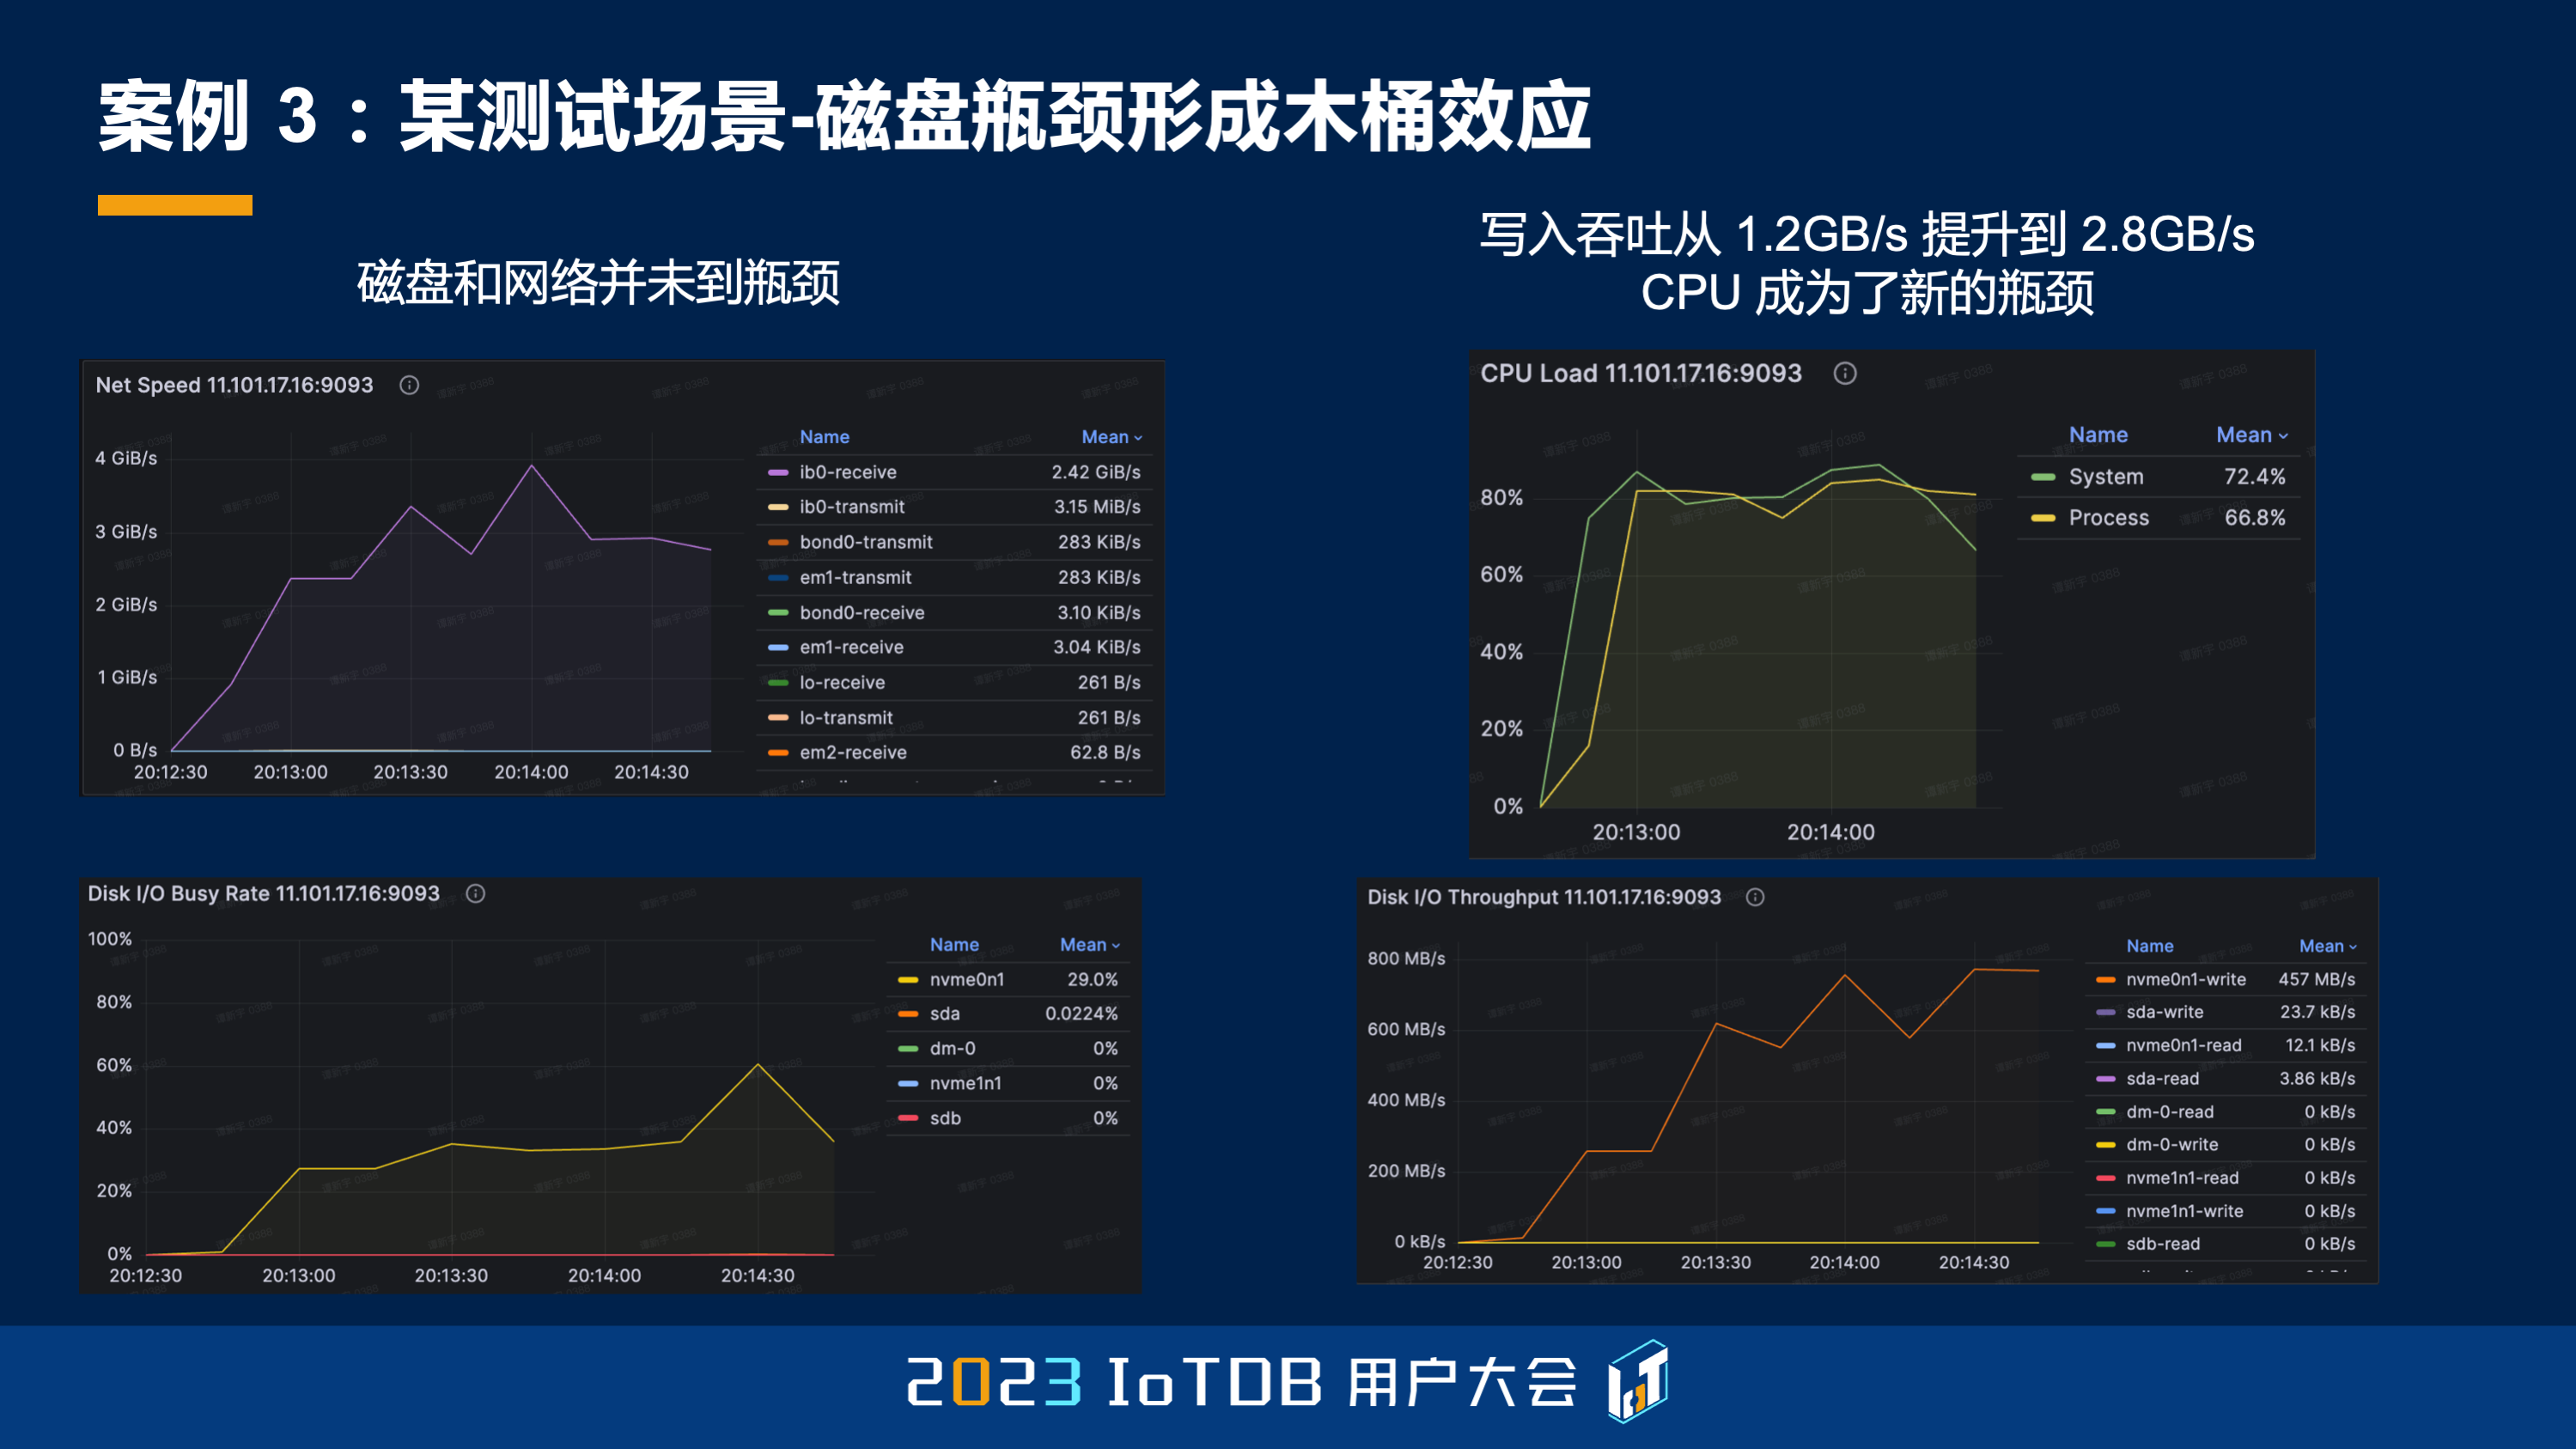 案例 3：某测试场景-磁盘瓶颈形成木桶效应
磁盘和网络并未到瓶颈
写入吞吐从 1.2GB/s 提升到 2.8GB/s
CPU 成为了新的瓶颈
Net Speed 11.101.17.16:9093
4 GiB/s
3 GiB/s
2 GiB/s
1 GiB/s
0 B/s
20:12:30 20:13:00 20:13:30 20:14:00 20:14:30
Name Mean
ib0-receive 2.42 GiB/s
ib0-transmit 3.15 MiB/s
bond0-transmit 283 KiB/s
em1-transmit 283 KiB/s
bond0-receive 3.10 KiB/s
em1-receive 3.04 KiB/s
lo-receive 261 B/s
lo-transmit 261 B/s
em2-receive 62.8 B/s
CPU Load 11.101.17.16:9093
80%
60%
40%
20%
0%
20:13:00 20:14:00
Name Mean
System 72.4%
Process 66.8%
Disk I/O Busy Rate 11.101.17.16:9093
100%
80%
60%
40%
20%
0%
20:12:30 20:13:00 20:13:30 20:14:00 20:14:30
Name Mean
nvme0n1 29.0%
sda 0.0224%
dm-0 0%
nvme1n1 0%
sdb 0%
Disk I/O Throughput 11.101.17.16:9093
800 MB/s
600 MB/s
400 MB/s
200 MB/s
0 kB/s
20:12:30 20:13:00 20:13:30 20:14:00 20:14:30
Name Mean
nvme0n1-write 457 MB/s
sda-write 23.7 kB/s
nvme0n1-read 12.1 kB/s
sda-read 3.86 kB/s
dm-0-read 0 kB/s
dm-0-write 0 kB/s
nvme1n1-read 0 kB/s
nvme1n1-write 0 kB/s
sdb-read 0 kB/s
2023 IoTDB 用户大会